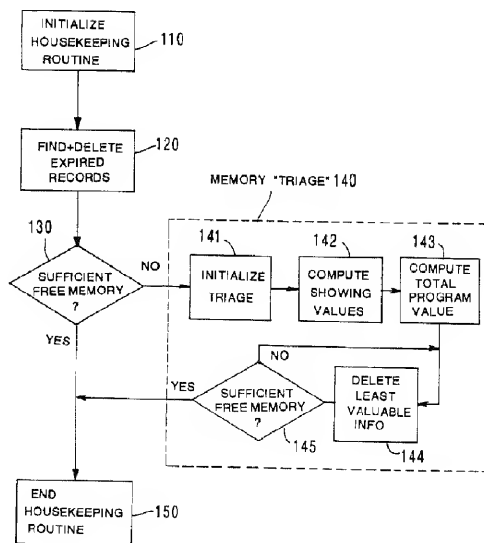 INITIALIZE
HOUSEKEEPING
ROUTINE
110
FIND+DELETE
EXPIRED
RECORDS
120
130
SUFFICIENT
FREE MEMORY
?
NO
YES
MEMORY "TRIAGE" 140
141
INITIALIZE
TRIAGE
142
COMPUTE
SHOWING
VALUES
143
COMPUTE
TOTAL
PROGRAM
VALUE
NO
YES
SUFFICIENT
FREE MEMORY
?
145
DELETE
LEAST
VALUABLE
INFO
144
END
HOUSEKEEPING
ROUTINE
150